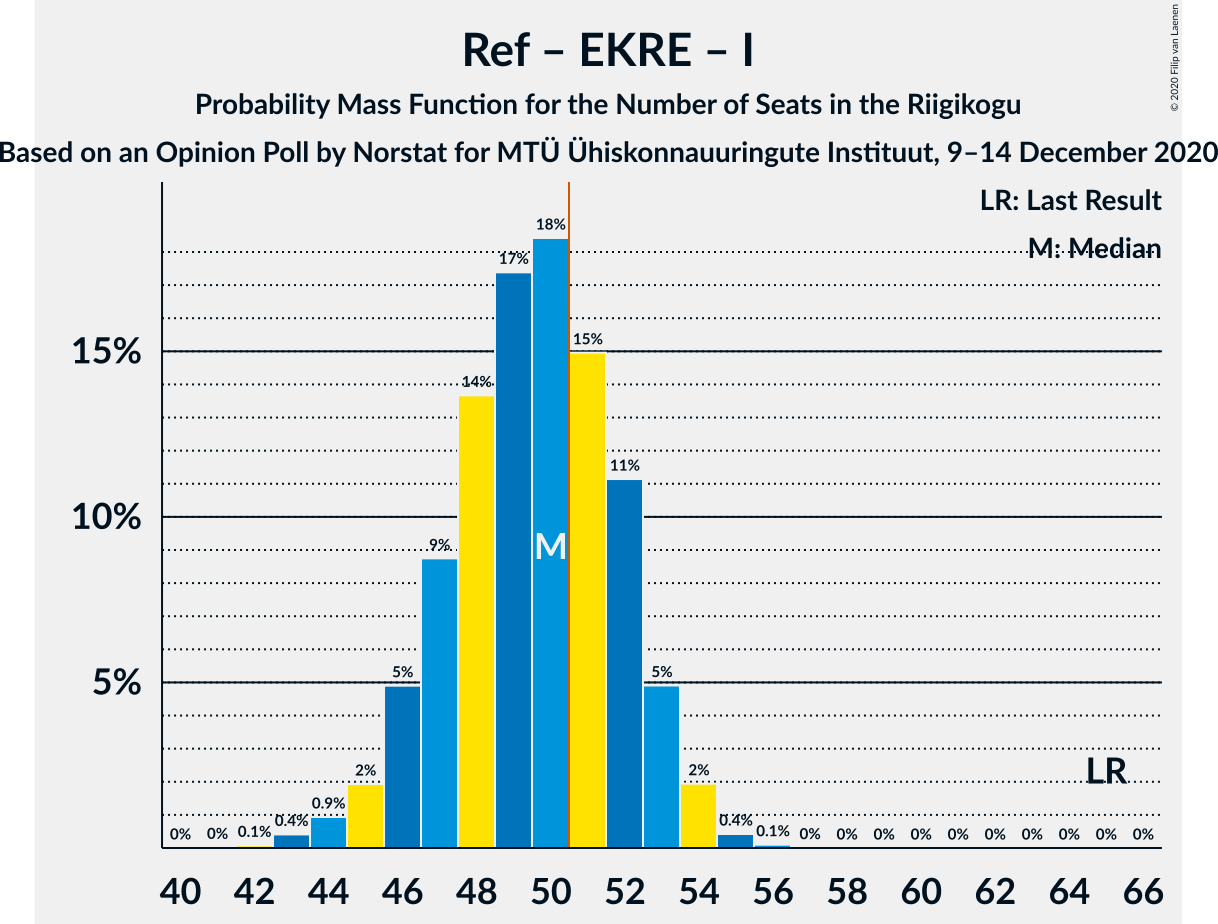 Ref – EKRE – I
Probability Mass Function for the Number of Seats in the Riigikogu
Based on an Opinion Poll by Norstat for MTÜ Ühiskonnauuringute Instituut, 9–14 December 2020
© 2020 Filip van Laenen
LR: Last Result
M: Median
15%
10%
5%
0% 0% 0.1% 0.4% 0.9% 2% 5% 9% 14% 17% 18% 15% 11% 5% 2% 0.4% 0.1% 0% 0% 0% 0% 0% 0% 0% 0% 0% 0%
M
LR
40 42 44 46 48 50 52 54 56 58 60 62 64 66